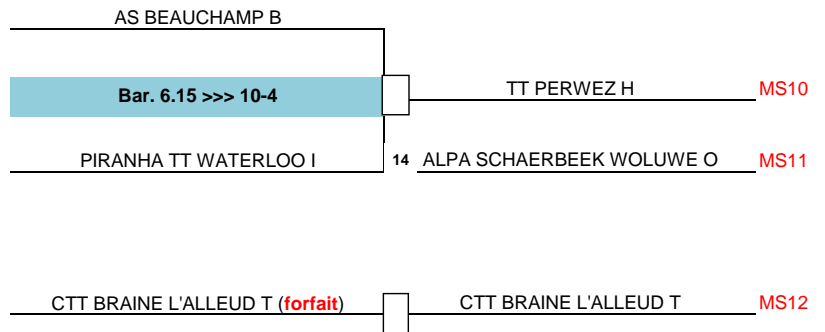 AS BEAUCHAMP B
Bar. 6.15 >>> 10-4
TT PERWEZ H MS10
PIRANHA TT WATERLOO I 14 ALPA SCHAERBEEK WOLUWE O MS11
CTT BRAINE L'ALLEUD T (forfait) CTT BRAINE L'ALLEUD T MS12